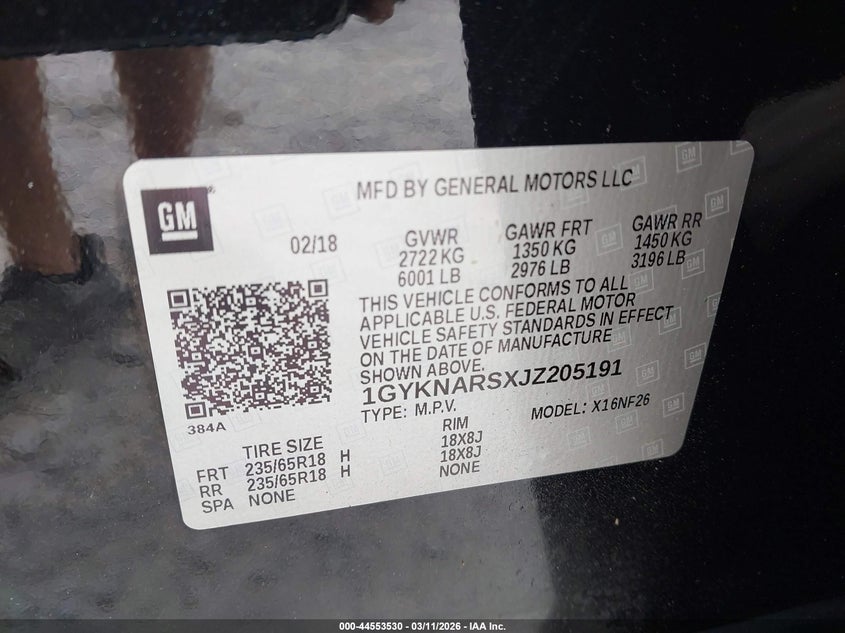 GM
MFD BY GENERAL MOTORS LLC
02/18
GVWR
2722 KG
6001 LB
GAWR FRT
1350 KG
2976 LB
GAWR RR
1450 KG
3196 LB
THIS VEHICLE CONFORMS TO ALL
APPLICABLE U.S. FEDERAL MOTOR
VEHICLE SAFETY STANDARDS IN EFFECT
ON THE DATE OF MANUFACTURE
SHOWN ABOVE.
1GYKNARSXJZ205191
TYPE: M.P.V. MODEL: X16NF26
384A
TIRE SIZE RIM
FRT 235/65R18 H 18X8J
RR 235/65R18 H 18X8J
SPA NONE NONE
000-44553530 - 03/11/2026 - IAA Inc.